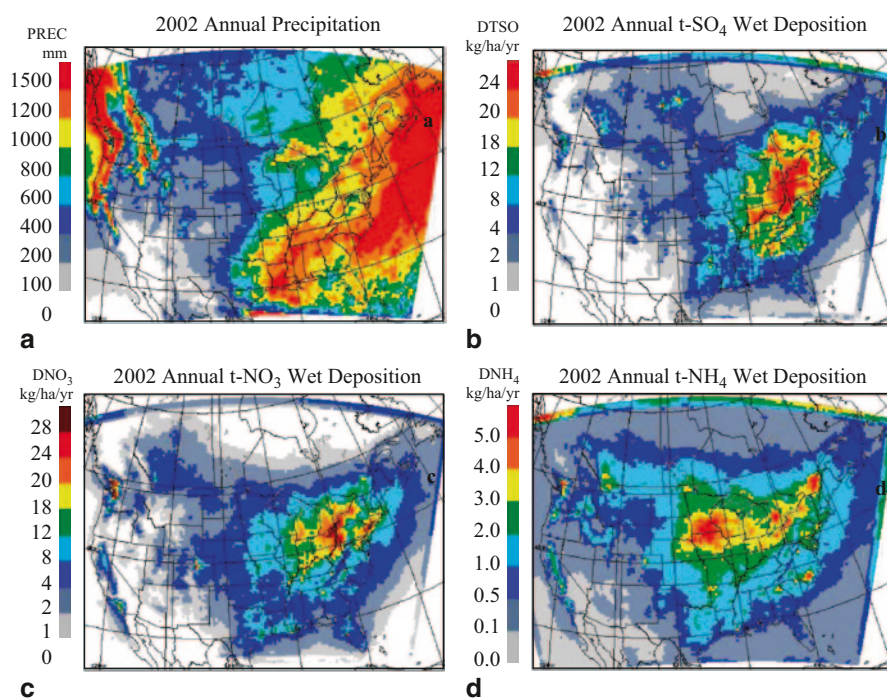 2002 Annual Precipitation
PREC
mm
1500
1200
1000
800
600
400
200
100
0
a
a
2002 Annual t-SO₄ Wet Deposition
DTSO
kg/ha/yr
24
20
18
12
8
4
2
1
0
b
b
2002 Annual t-NO₃ Wet Deposition
DNO₃
kg/ha/yr
28
24
20
18
12
8
4
2
1
0
c
c
2002 Annual t-NH₄ Wet Deposition
DNH₄
kg/ha/yr
5.0
4.0
3.0
2.0
1.0
0.5
0.1
0.0
d
d